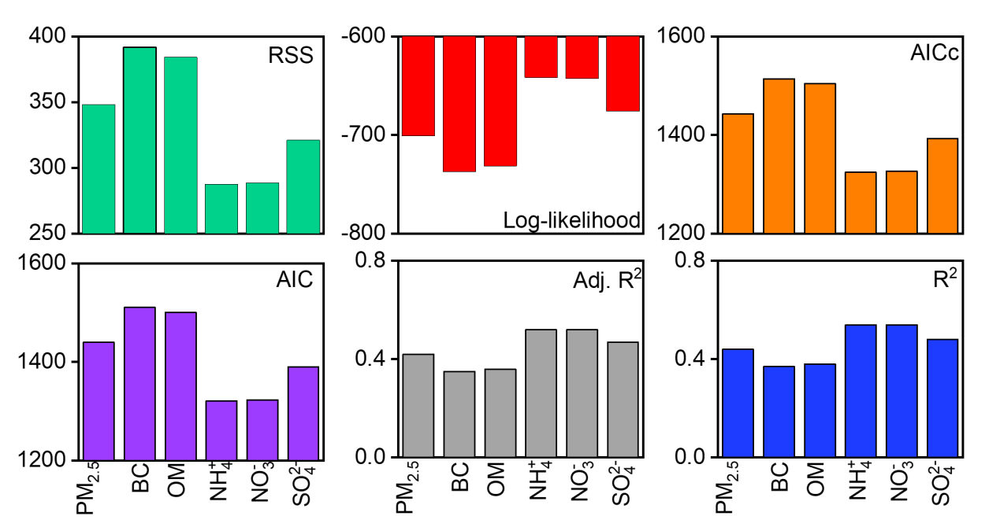 400
350
300
250
RSS
-600
-700
-800
Log-likelihood
1600
1400
1200
AICc
1600
1400
1200
AIC
PM2.5
BC
OM
NH4+
NO3-
SO42-
0.8
0.4
0.0
Adj. R2
PM2.5
BC
OM
NH4+
NO3-
SO42-
0.8
0.4
0.0
R2
PM2.5
BC
OM
NH4+
NO3-
SO42-